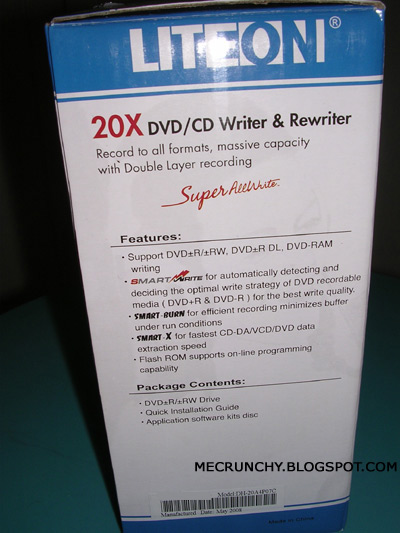 LITEON®
20X DVD/CD Writer & Rewriter
Record to all formats, massive capacity
with Double Layer recording
Super AllWrite.
Features:
· Support DVD±R/±RW, DVD±R DL, DVD-RAM
writing
· SMARTWRITE for automatically detecting and
deciding the optimal write strategy of DVD recordable
media ( DVD+R & DVD-R ) for the best write quality.
· SMART-BURN for efficient recording minimizes buffer
under run conditions
· SMART-X for fastest CD-DA/VCD/DVD data
extraction speed
· Flash ROM supports on-line programming
capability
Package Contents:
· DVD±R/±RW Drive
· Quick Installation Guide
· Application software kits disc
MECRUNCHY.BLOGSPOT.COM
Model:DH-20A4P07C
Manufactured Date: May 2008
Made in China